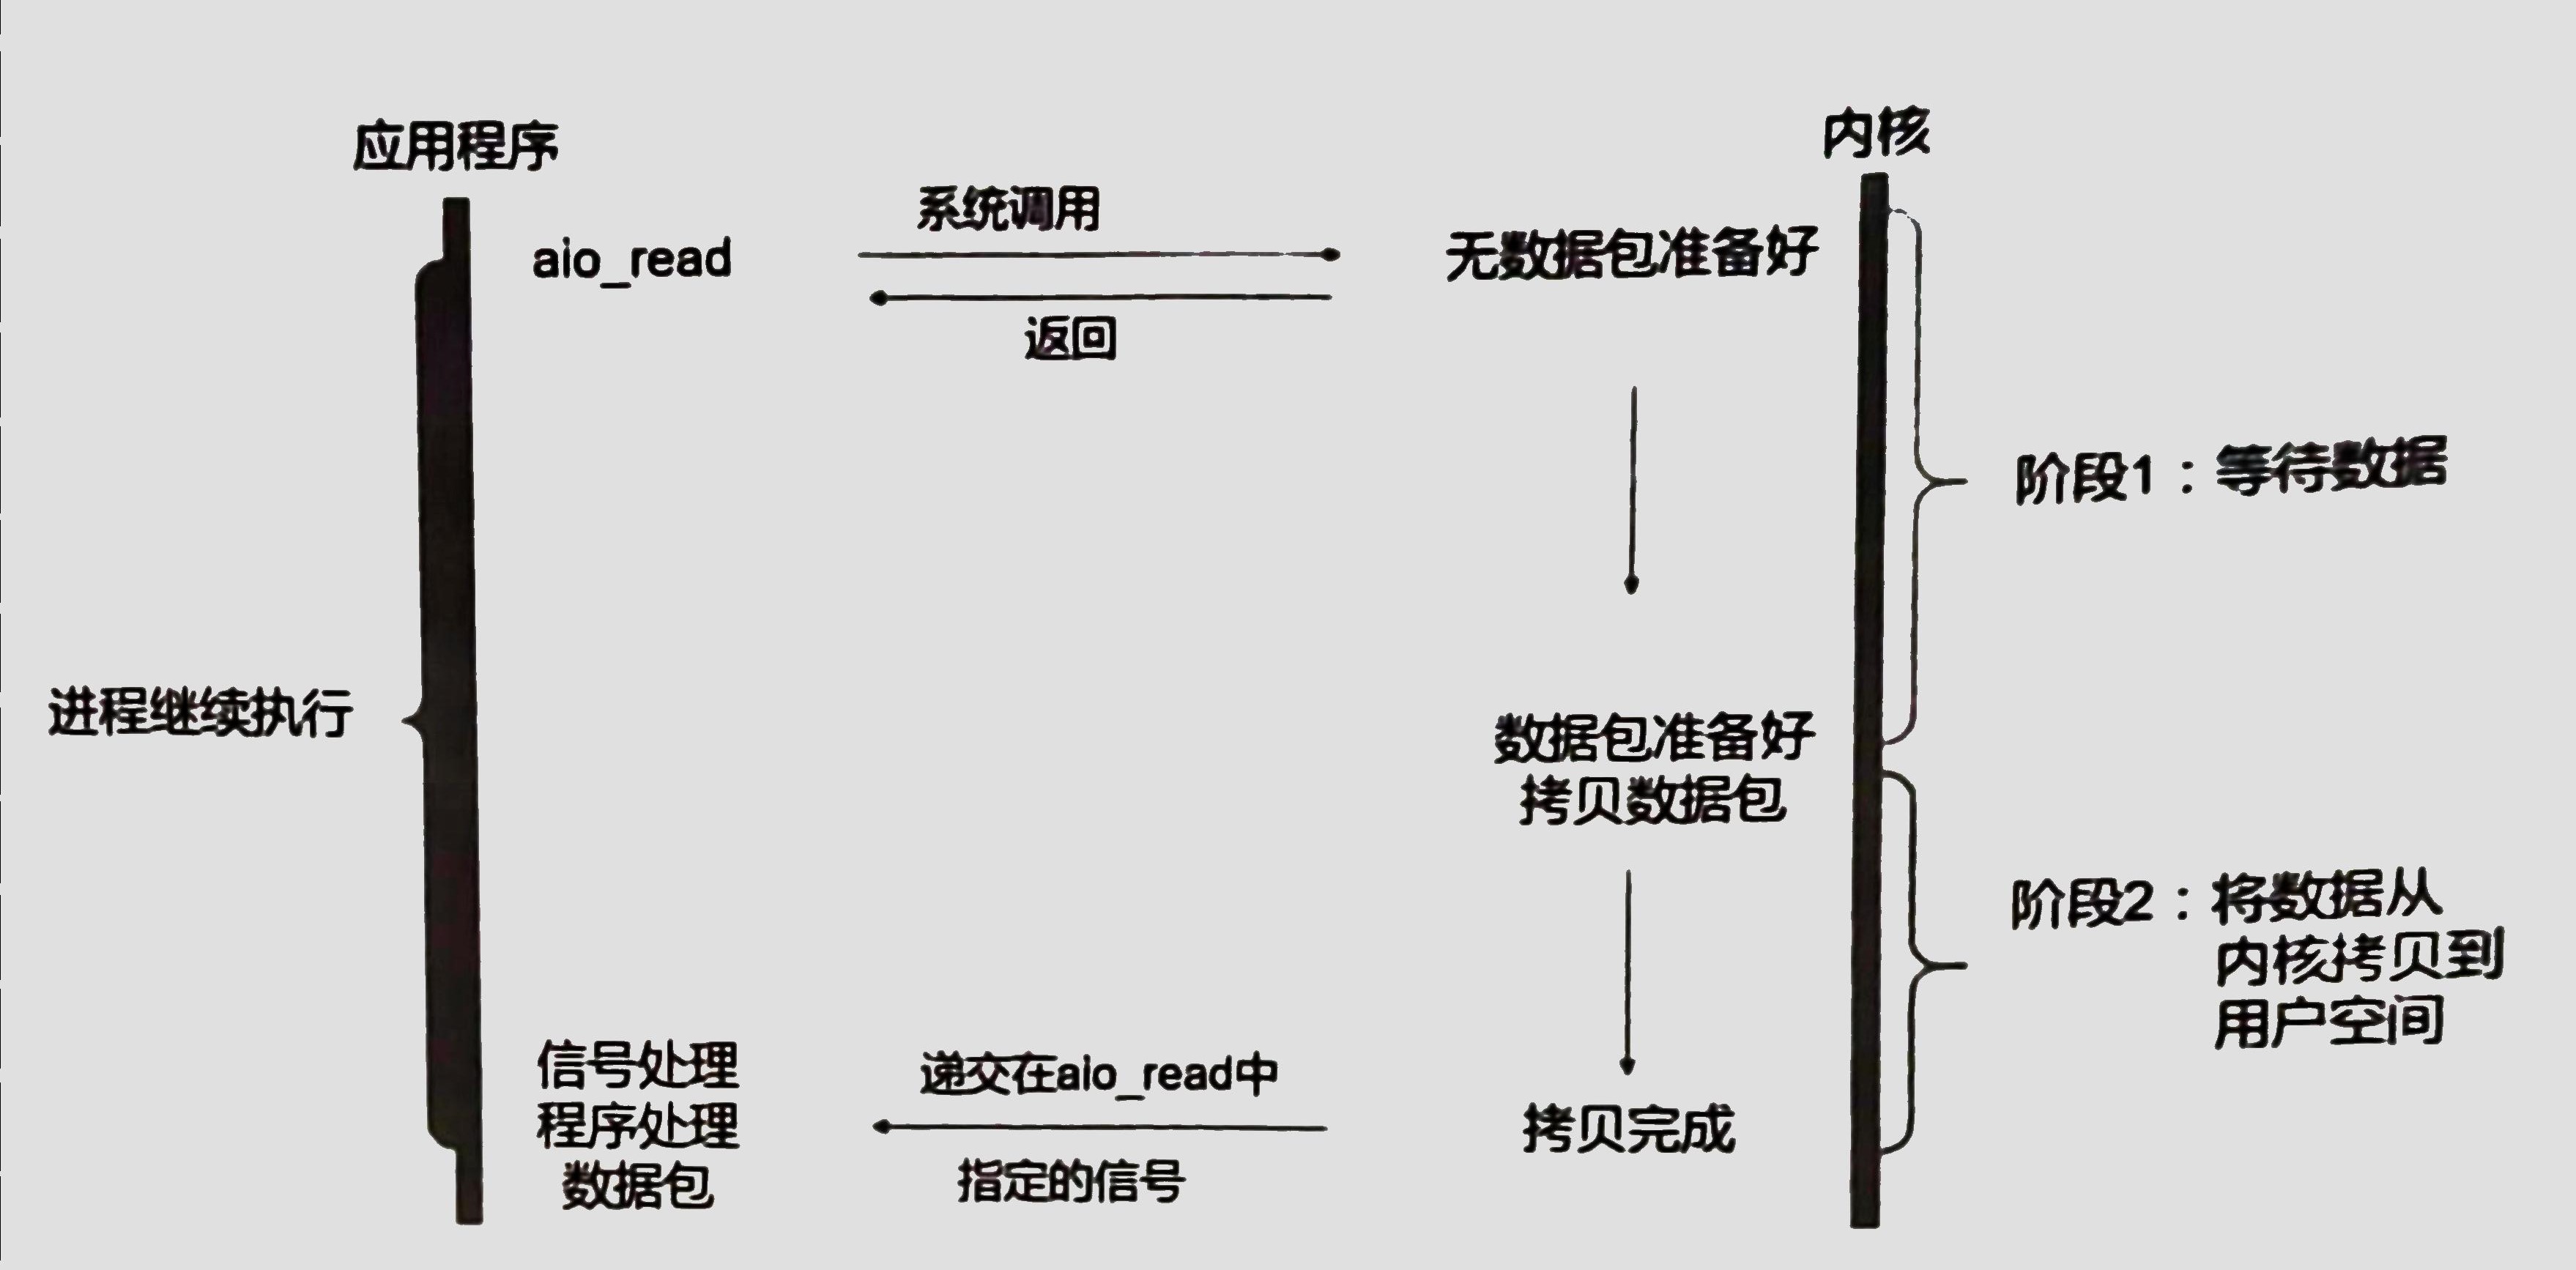 应用程序
内核
系统调用
aio_read
无数据包准备好
返回
阶段1：等待数据
进程继续执行
数据包准备好
拷贝数据包
阶段2：将数据从
内核拷贝到
用户空间
信号处理
程序处理
数据包
递交在aio_read中
指定的信号
拷贝完成